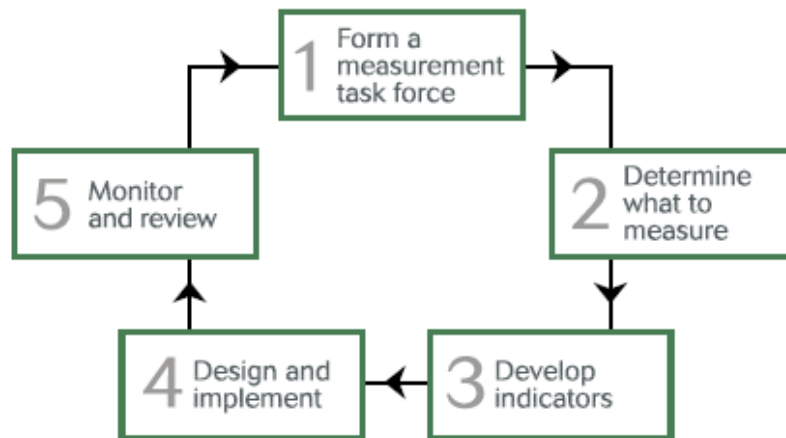 1 Form a
measurement
task force
2 Determine
what to
measure
3 Develop
indicators
4 Design and
implement
5 Monitor
and review